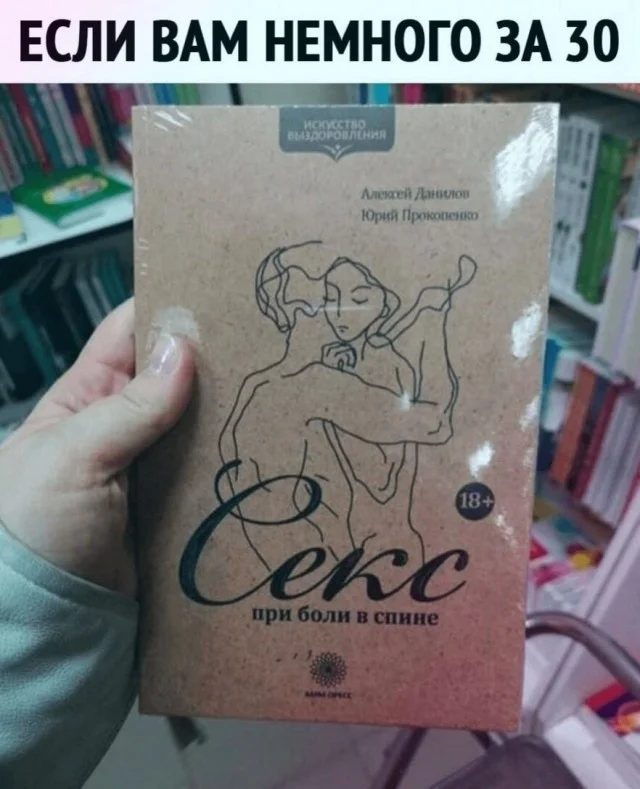 ЕСЛИ ВАМ НЕМНОГО ЗА 30
ИСКУССТВО
ВЫЗДОРОВЛЕНИЯ
Алексей Данилов
Юрий Прокопенко
18+
Секс
при боли в спине